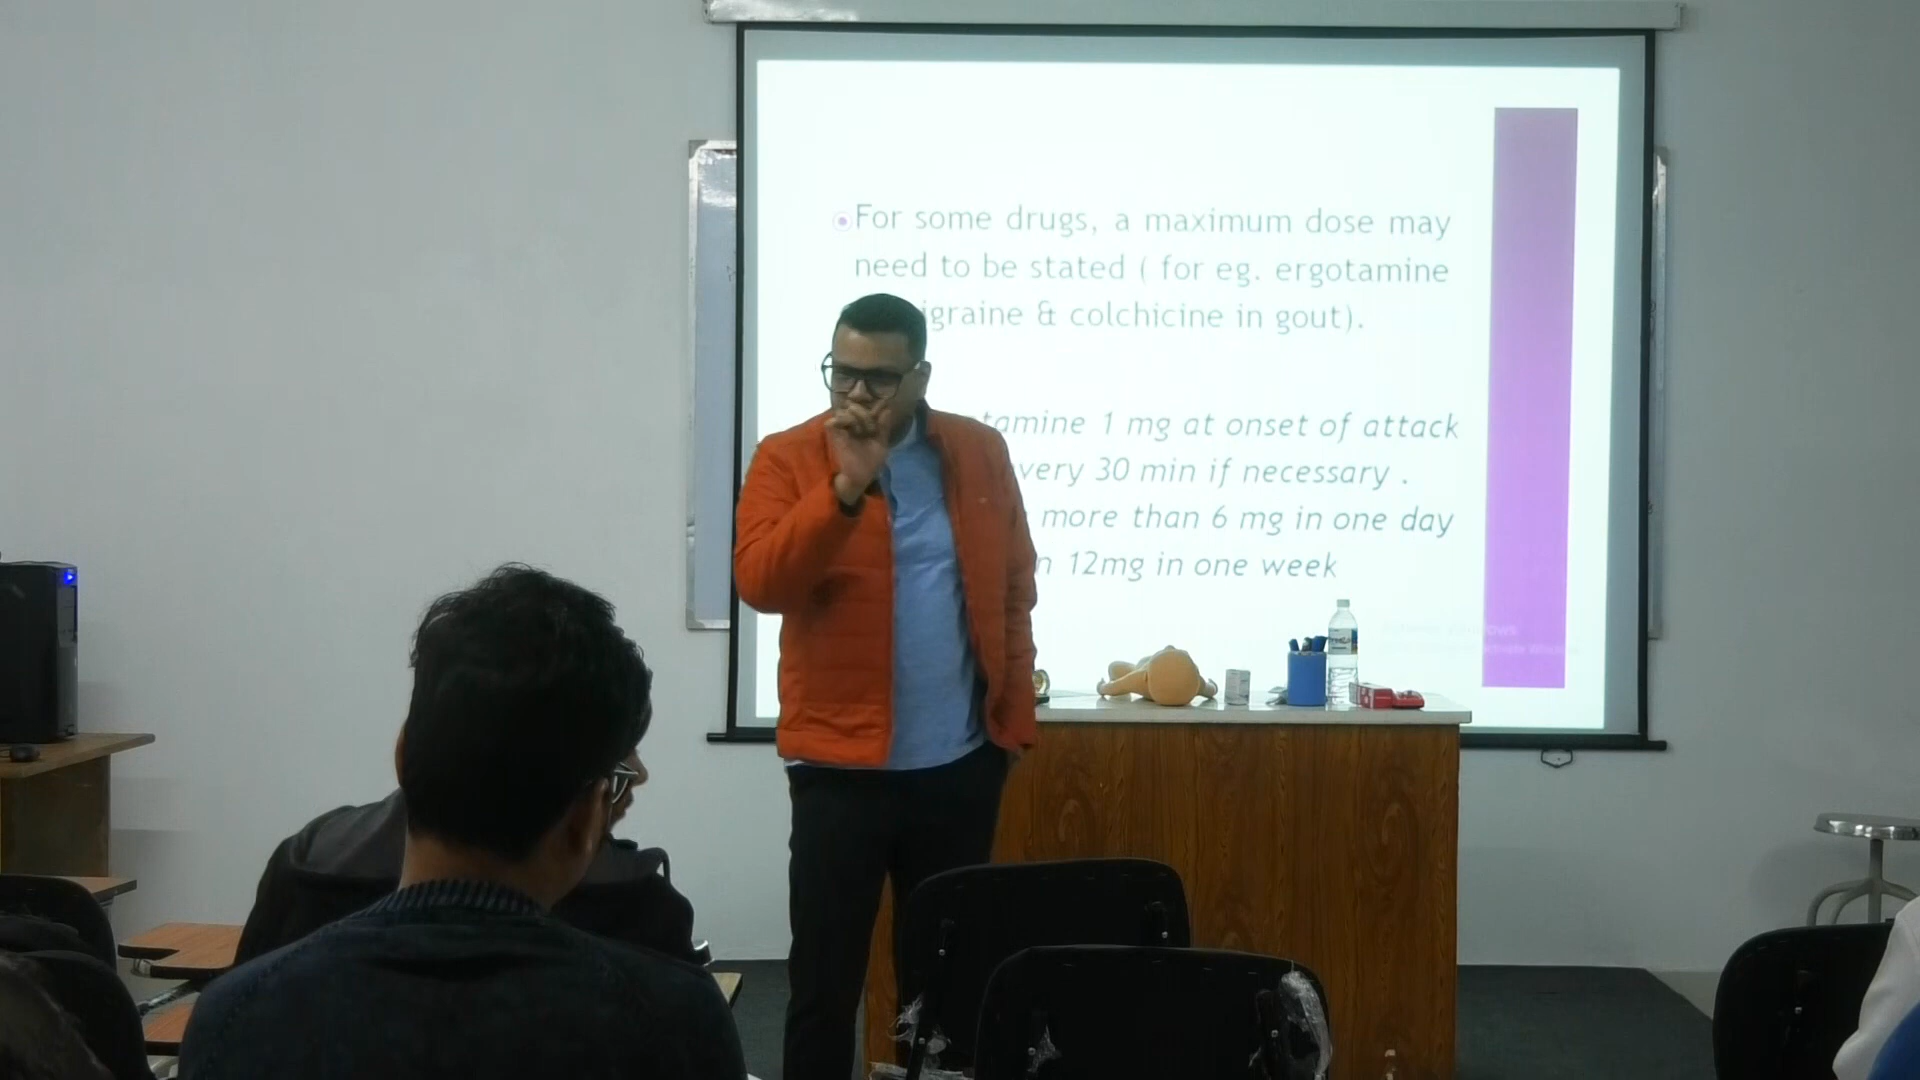 For some drugs, a maximum dose may
need to be stated ( for eg. ergotamine
igraine & colchicine in gout).
tamine 1 mg at onset of attack
very 30 min if necessary .
more than 6 mg in one day
n 12mg in one week